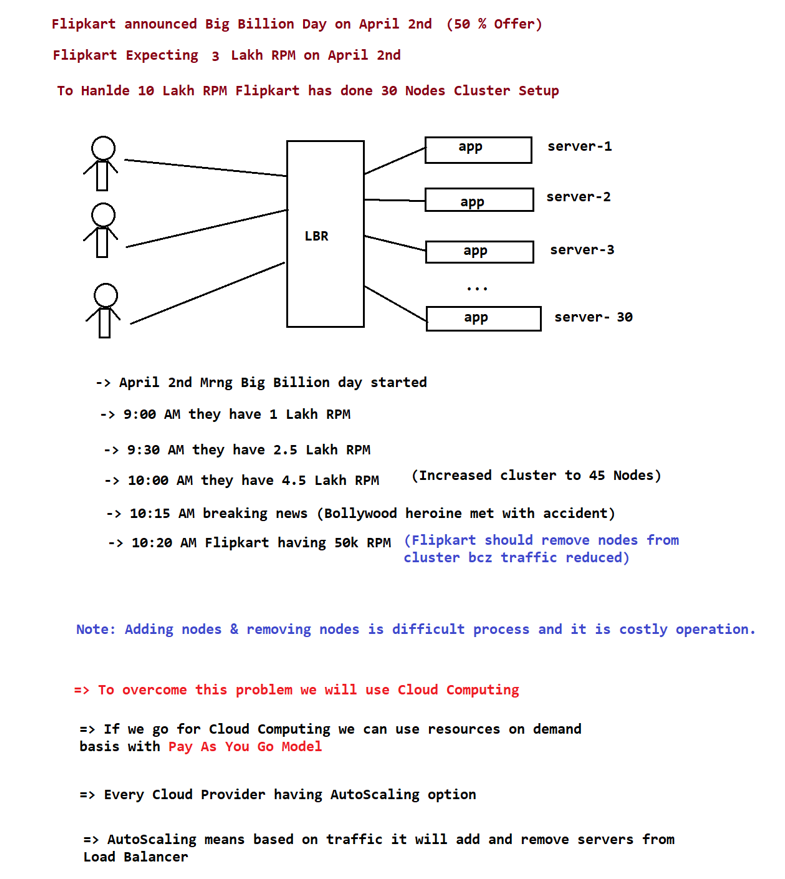 Flipkart announced Big Billion Day on April 2nd (50 % Offer)
Flipkart Expecting 3 Lakh RPM on April 2nd
To Hanlde 10 Lakh RPM Flipkart has done 30 Nodes Cluster Setup
app server-1
app server-2
LBR
app server-3
...
app server- 30
-> April 2nd Mrng Big Billion day started
-> 9:00 AM they have 1 Lakh RPM
-> 9:30 AM they have 2.5 Lakh RPM
-> 10:00 AM they have 4.5 Lakh RPM (Increased cluster to 45 Nodes)
-> 10:15 AM breaking news (Bollywood heroine met with accident)
-> 10:20 AM Flipkart having 50k RPM (Flipkart should remove nodes from
cluster bcz traffic reduced)
Note: Adding nodes & removing nodes is difficult process and it is costly operation.
=> To overcome this problem we will use Cloud Computing
=> If we go for Cloud Computing we can use resources on demand
basis with Pay As You Go Model
=> Every Cloud Provider having AutoScaling option
=> AutoScaling means based on traffic it will add and remove servers from
Load Balancer